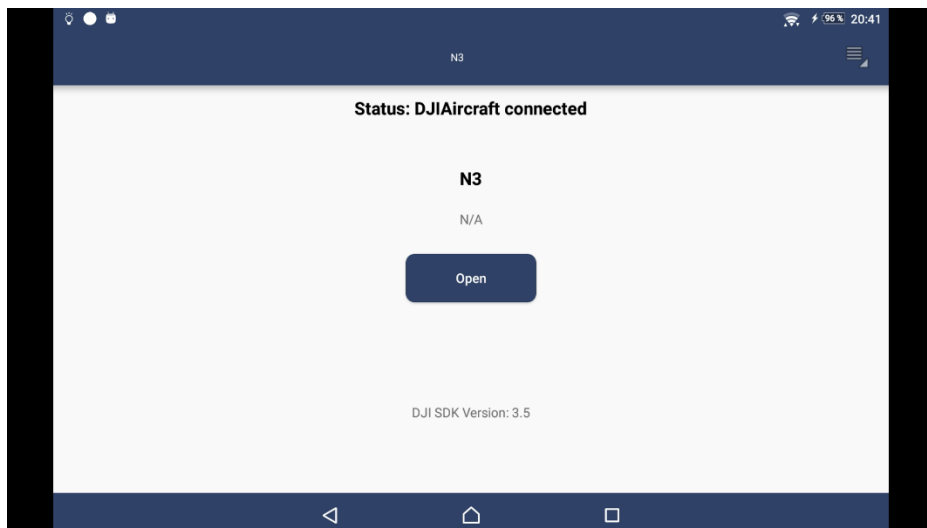 96% 20:41
N3
Status: DJIAircraft connected
N3
N/A
Open
DJI SDK Version: 3.5